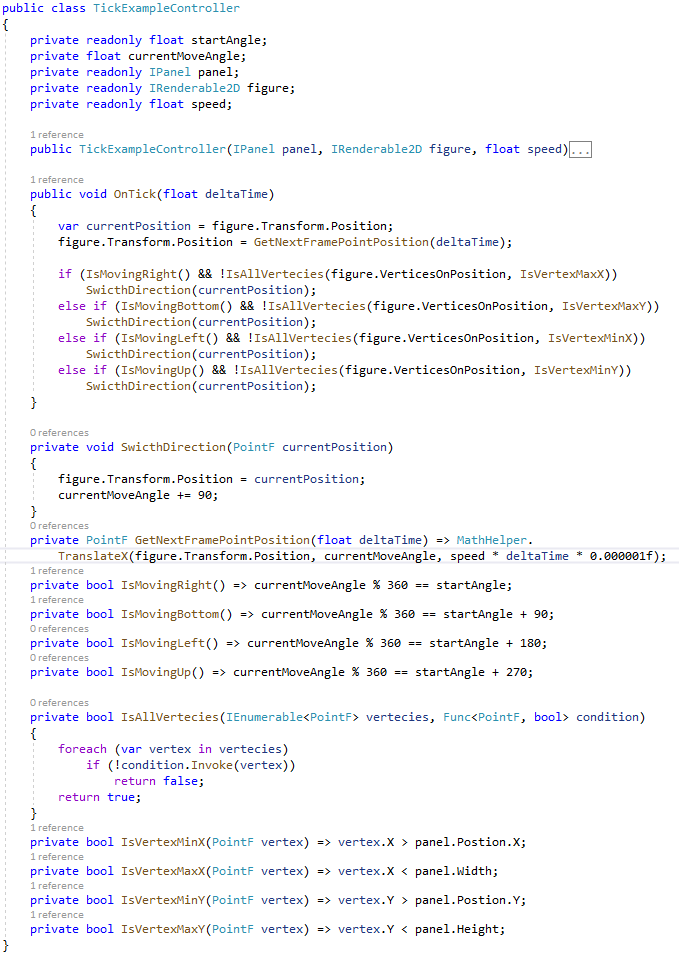 public class TickExampleController
{
    private readonly float startAngle;
    private float currentMoveAngle;
    private readonly IPanel panel;
    private readonly IRenderable2D figure;
    private readonly float speed;

    1 reference
    public TickExampleController(IPanel panel, IRenderable2D figure, float speed)...

    1 reference
    public void OnTick(float deltaTime)
    {
        var currentPosition = figure.Transform.Position;
        figure.Transform.Position = GetNextFramePointPosition(deltaTime);

        if (IsMovingRight() && !IsAllVertecies(figure.VerticesOnPosition, IsVertexMaxX))
            SwicthDirection(currentPosition);
        else if (IsMovingBottom() && !IsAllVertecies(figure.VerticesOnPosition, IsVertexMaxY))
            SwicthDirection(currentPosition);
        else if (IsMovingLeft() && !IsAllVertecies(figure.VerticesOnPosition, IsVertexMinX))
            SwicthDirection(currentPosition);
        else if (IsMovingUp() && !IsAllVertecies(figure.VerticesOnPosition, IsVertexMinY))
            SwicthDirection(currentPosition);
    }

    0 references
    private void SwicthDirection(PointF currentPosition)
    {
        figure.Transform.Position = currentPosition;
        currentMoveAngle += 90;
    }
    0 references
    private PointF GetNextFramePointPosition(float deltaTime) => MathHelper.
        TranslateX(figure.Transform.Position, currentMoveAngle, speed * deltaTime * 0.000001f);
    1 reference
    private bool IsMovingRight() => currentMoveAngle % 360 == startAngle;
    1 reference
    private bool IsMovingBottom() => currentMoveAngle % 360 == startAngle + 90;
    0 references
    private bool IsMovingLeft() => currentMoveAngle % 360 == startAngle + 180;
    0 references
    private bool IsMovingUp() => currentMoveAngle % 360 == startAngle + 270;

    0 references
    private bool IsAllVertecies(IEnumerable<PointF> vertecies, Func<PointF, bool> condition)
    {
        foreach (var vertex in vertecies)
            if (!condition.Invoke(vertex))
                return false;
        return true;
    }
    1 reference
    private bool IsVertexMinX(PointF vertex) => vertex.X > panel.Postion.X;
    1 reference
    private bool IsVertexMaxX(PointF vertex) => vertex.X < panel.Width;
    1 reference
    private bool IsVertexMinY(PointF vertex) => vertex.Y > panel.Postion.Y;
    1 reference
    private bool IsVertexMaxY(PointF vertex) => vertex.Y < panel.Height;
}